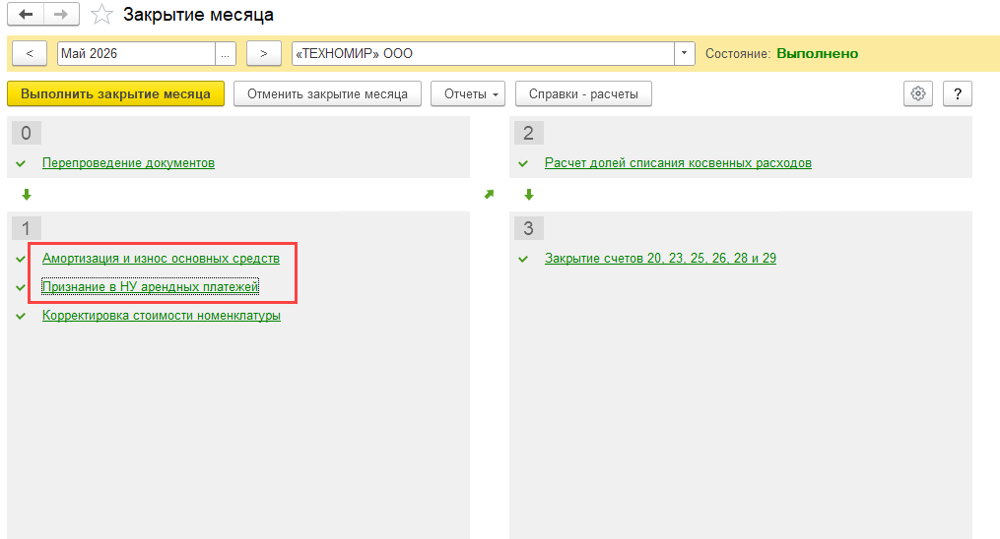 Закрытие месяца
< Май 2026 ... > «ТЕХНОМИР» ООО Состояние: Выполнено
Выполнить закрытие месяца Отменить закрытие месяца Отчеты Справки - расчеты ?
0
Перепроведение документов
1
Амортизация и износ основных средств
Признание в НУ арендных платежей
Корректировка стоимости номенклатуры
2
Расчет долей списания косвенных расходов
3
Закрытие счетов 20, 23, 25, 26, 28 и 29